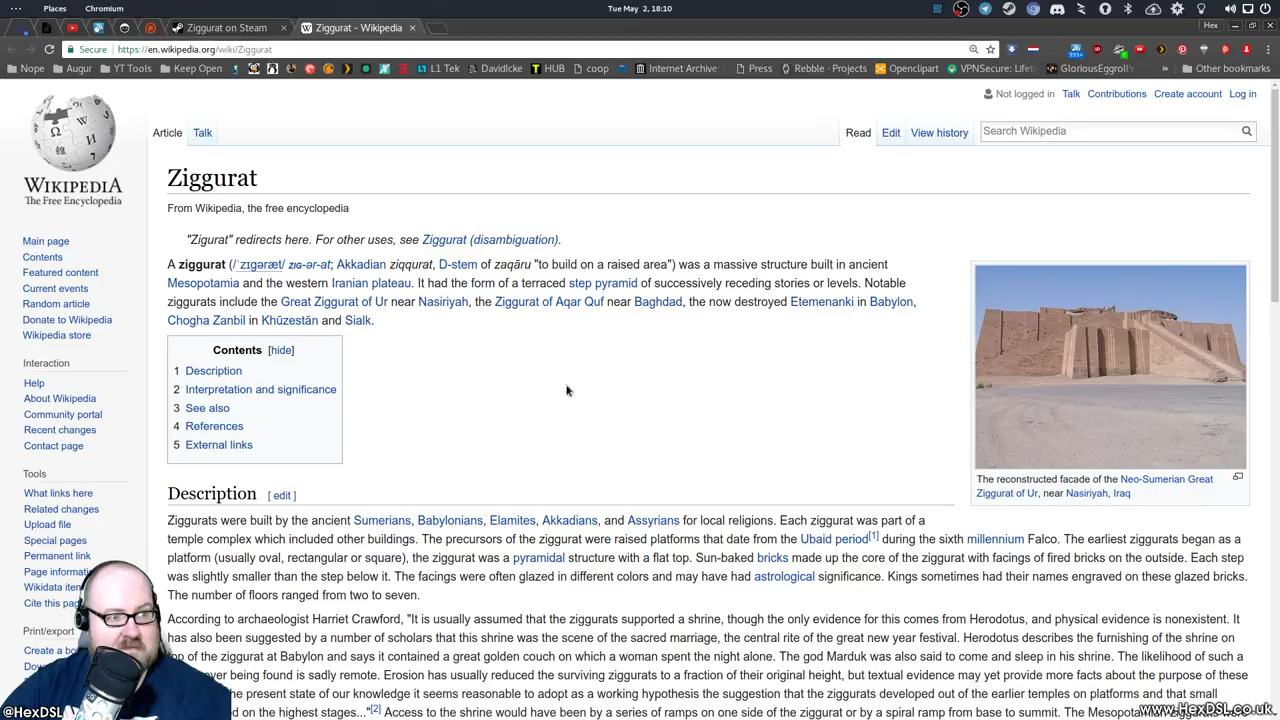 Places
Chromium
Tue May 2, 18:10
Ziggurat on Steam
Ziggurat - Wikipedia
Hex
Secure
https://en.wikipedia.org/wiki/Ziggurat
Nope
Augur
YT Tools
Keep Open
L1 Tek
DavidIcke
HUB
coop
Internet Archive:
Press
Rebble · Projects
Openclipart
VPNSecure: Lifet
GloriousEggroll's
Other bookmarks
Not logged in Talk Contributions Create account Log in
Article Talk
Read Edit View history
Search Wikipedia
WIKIPEDIA
The Free Encyclopedia
Main page
Contents
Featured content
Current events
Random article
Donate to Wikipedia
Wikipedia store
Interaction
Help
About Wikipedia
Community portal
Recent changes
Contact page
Tools
What links here
Related changes
Upload file
Special pages
Permanent link
Page informati
Wikidata iten
Cite this pag
Print/export
Create a bo
Ziggurat
From Wikipedia, the free encyclopedia
"Zigurat" redirects here. For other uses, see Ziggurat (disambiguation).
A ziggurat (/ˈzɪɡəræt/ ZIG-ər-at; Akkadian ziqqurat, D-stem of zaqāru "to build on a raised area") was a massive structure built in ancient
Mesopotamia and the western Iranian plateau. It had the form of a terraced step pyramid of successively receding stories or levels. Notable
ziggurats include the Great Ziggurat of Ur near Nasiriyah, the Ziggurat of Aqar Quf near Baghdad, the now destroyed Etemenanki in Babylon,
Chogha Zanbil in Khūzestān and Sialk.
Contents [hide]
1 Description
2 Interpretation and significance
3 See also
4 References
5 External links
The reconstructed facade of the Neo-Sumerian Great
Ziggurat of Ur, near Nasiriyah, Iraq
Description [ edit ]
Ziggurats were built by the ancient Sumerians, Babylonians, Elamites, Akkadians, and Assyrians for local religions. Each ziggurat was part of a
temple complex which included other buildings. The precursors of the ziggurat were raised platforms that date from the Ubaid period[1] during the sixth millennium Falco. The earliest ziggurats began as a
platform (usually oval, rectangular or square), the ziggurat was a pyramidal structure with a flat top. Sun-baked bricks made up the core of the ziggurat with facings of fired bricks on the outside. Each step
was slightly smaller than the step below it. The facings were often glazed in different colors and may have had astrological significance. Kings sometimes had their names engraved on these glazed bricks.
The number of floors ranged from two to seven.
According to archaeologist Harriet Crawford, "It is usually assumed that the ziggurats supported a shrine, though the only evidence for this comes from Herodotus, and physical evidence is nonexistent. It
has also been suggested by a number of scholars that this shrine was the scene of the sacred marriage, the central rite of the great new year festival. Herodotus describes the furnishing of the shrine on
op of the ziggurat at Babylon and says it contained a great golden couch on which a woman spent the night alone. The god Marduk was also said to come and sleep in his shrine. The likelihood of such a
ever being found is sadly remote. Erosion has usually reduced the surviving ziggurats to a fraction of their original height, but textual evidence may yet provide more facts about the purpose of these
the present state of our knowledge it seems reasonable to adopt as a working hypothesis the suggestion that the ziggurats developed out of the earlier temples on platforms and that small
d on the highest stages..."[2] Access to the shrine would have been by a series of ramps on one side of the ziggurat or by a spiral ramp from base to summit. The Mesopota
@HexDSL
www.HexDSL.co.uk